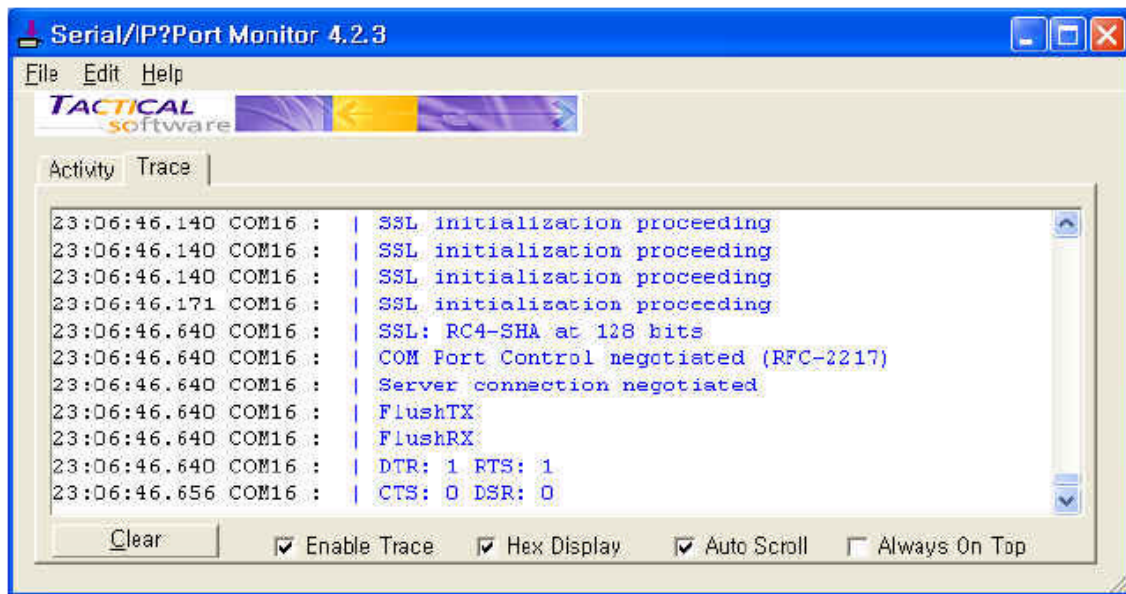 Serial/IP?Port Monitor 4.2.3
File Edit Help
TACTICAL
software
Activity Trace
23:06:46.140 COM16 : | SSL initialization proceeding
23:06:46.140 COM16 : | SSL initialization proceeding
23:06:46.140 COM16 : | SSL initialization proceeding
23:06:46.171 COM16 : | SSL initialization proceeding
23:06:46.640 COM16 : | SSL: RC4-SHA at 128 bits
23:06:46.640 COM16 : | COM Port Control negotiated (RFC-2217)
23:06:46.640 COM16 : | Server connection negotiated
23:06:46.640 COM16 : | FlushTX
23:06:46.640 COM16 : | FlushRX
23:06:46.640 COM16 : | DTR: 1 RTS: 1
23:06:46.656 COM16 : | CTS: 0 DSR: 0
Clear Enable Trace Hex Display Auto Scroll Always On Top